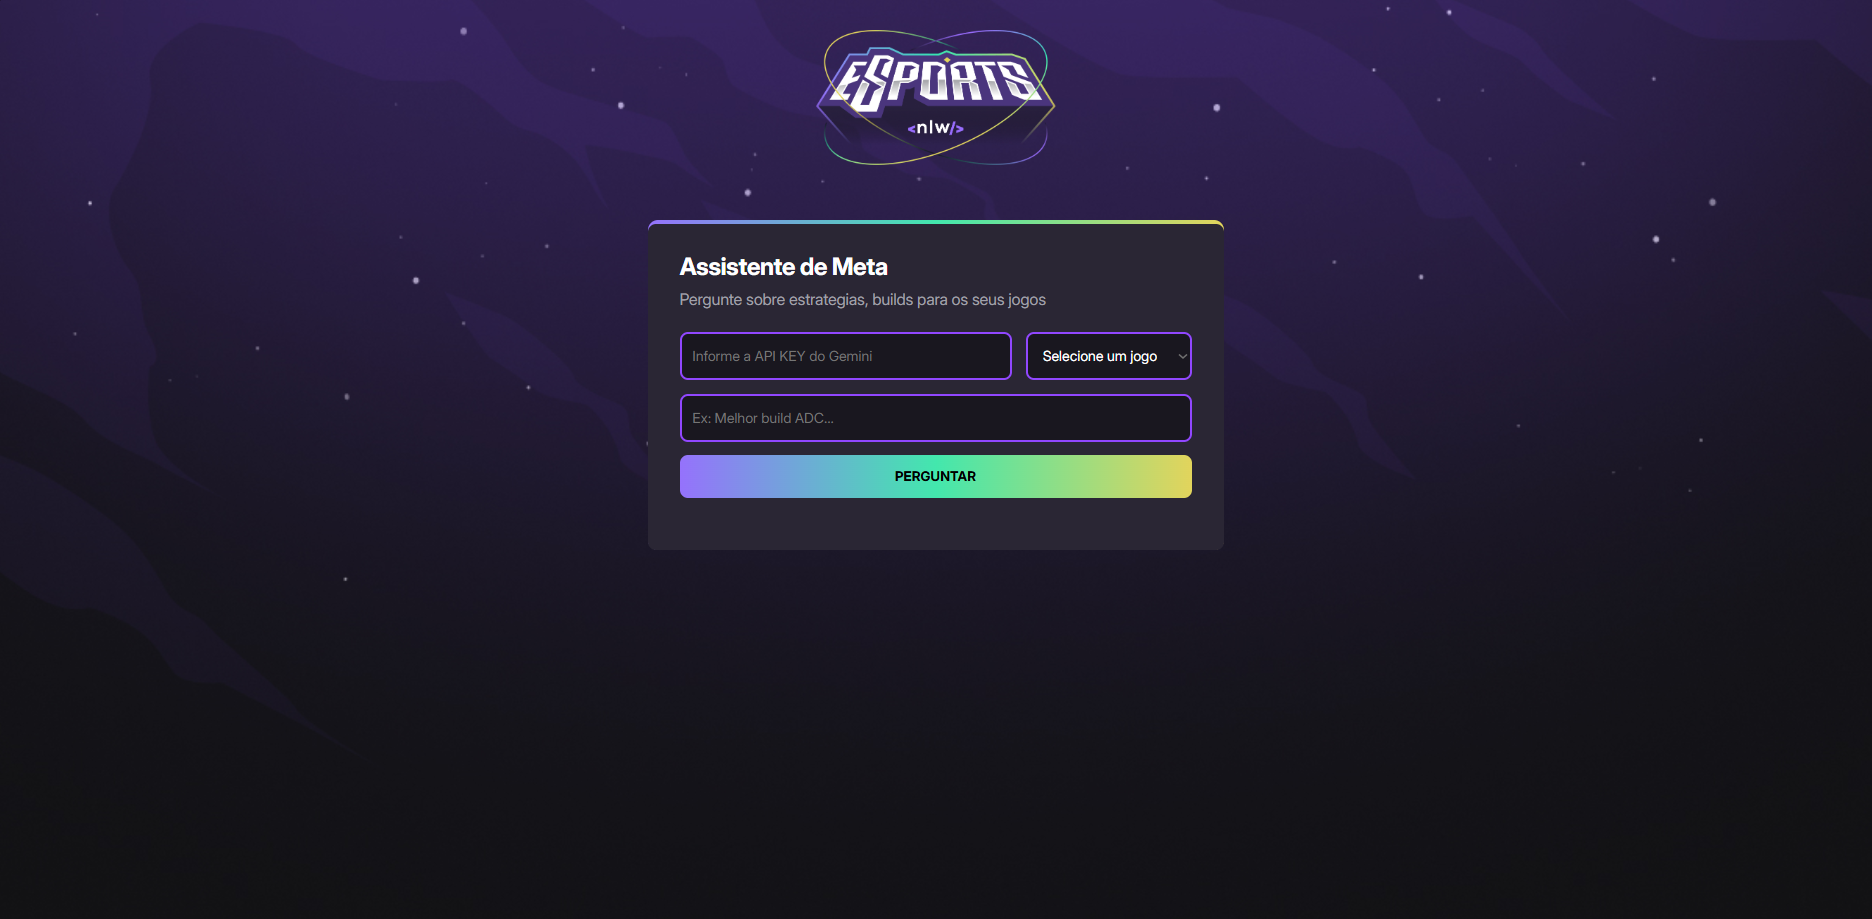 ESPORTS
<nlw/>
Assistente de Meta
Pergunte sobre estrategias, builds para os seus jogos
Informe a API KEY do Gemini
Selecione um jogo
Ex: Melhor build ADC...
PERGUNTAR